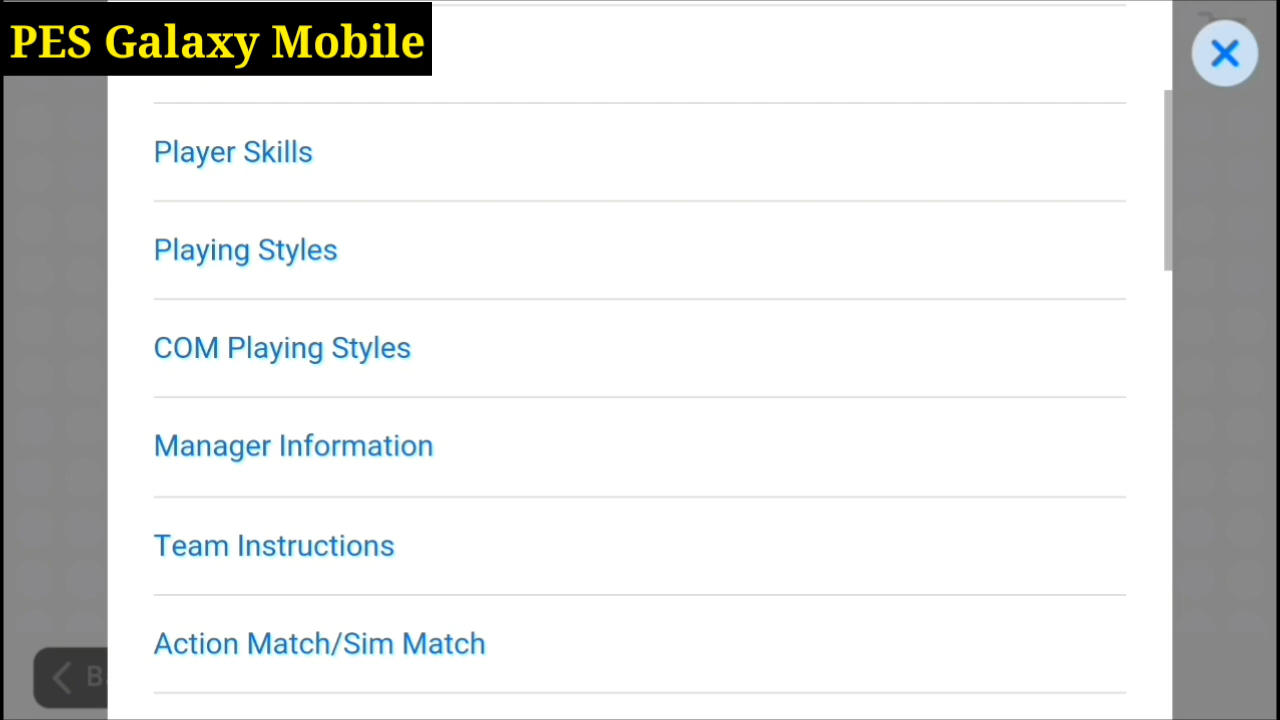 PES Galaxy Mobile
Player Skills
Playing Styles
COM Playing Styles
Manager Information
Team Instructions
Action Match/Sim Match